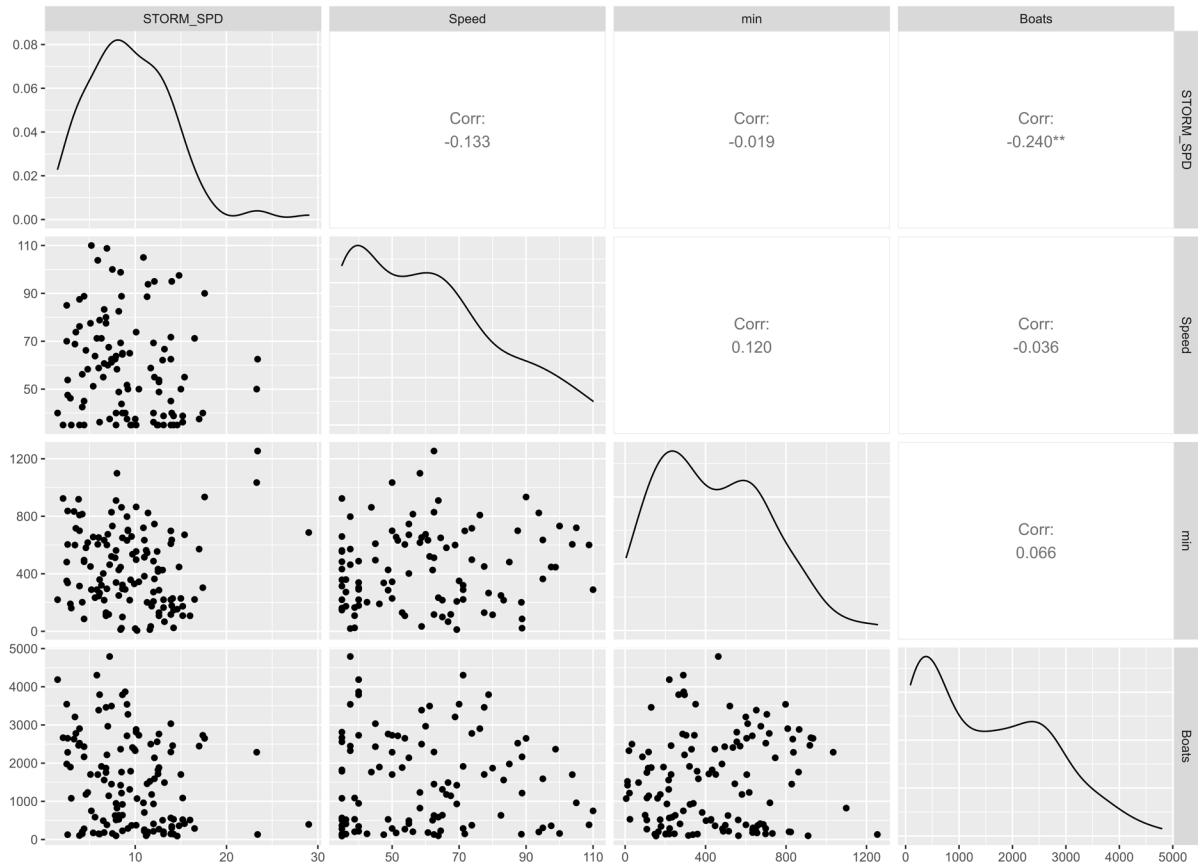 STORM_SPD Speed min Boats
0.08
0.06
0.04
0.02
0.00
Corr:
-0.133
Corr:
-0.019
Corr:
-0.240**
STORM_SPD
110
90
70
50
Corr:
0.120
Corr:
-0.036
Speed
1200
800
400
0
Corr:
0.066
min
5000
4000
3000
2000
1000
0
Boats
10 20 30 50 70 90 110 0 400 800 1200 0 1000 2000 3000 4000 5000